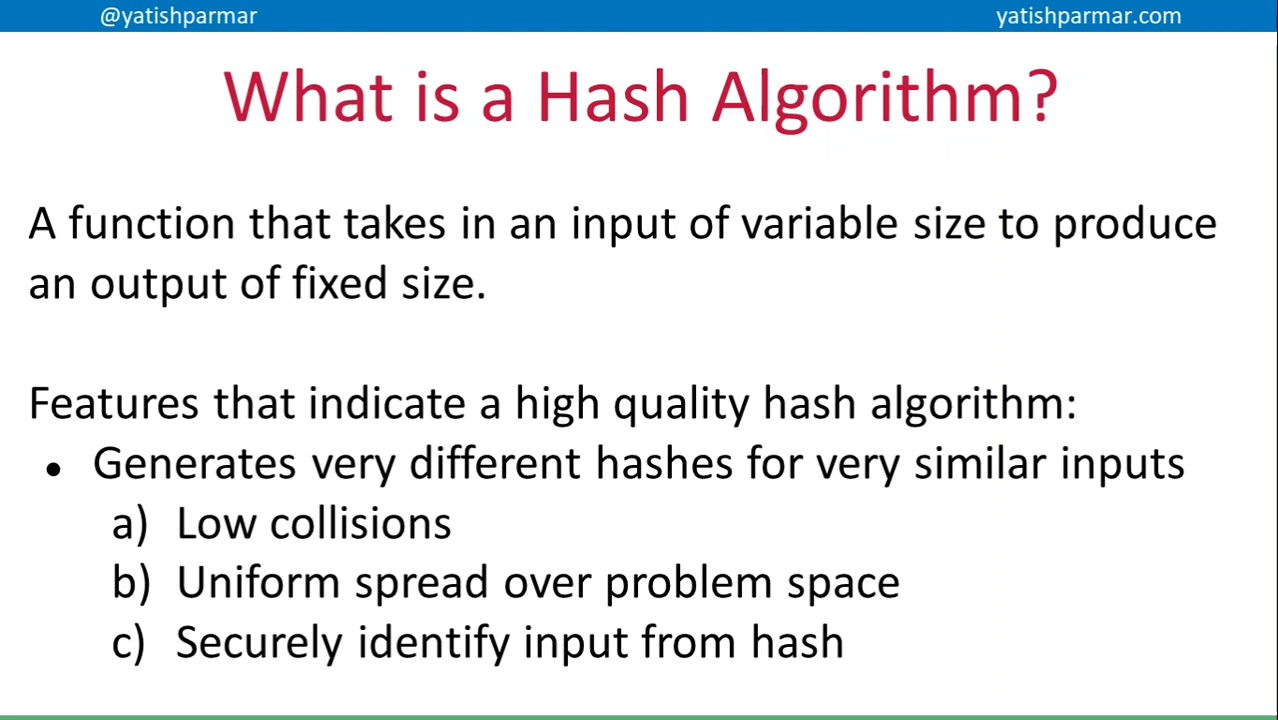 @yatishparmar
yatishparmar.com
What is a Hash Algorithm?
A function that takes in an input of variable size to produce
an output of fixed size.
Features that indicate a high quality hash algorithm:
• Generates very different hashes for very similar inputs
a) Low collisions
b) Uniform spread over problem space
c) Securely identify input from hash